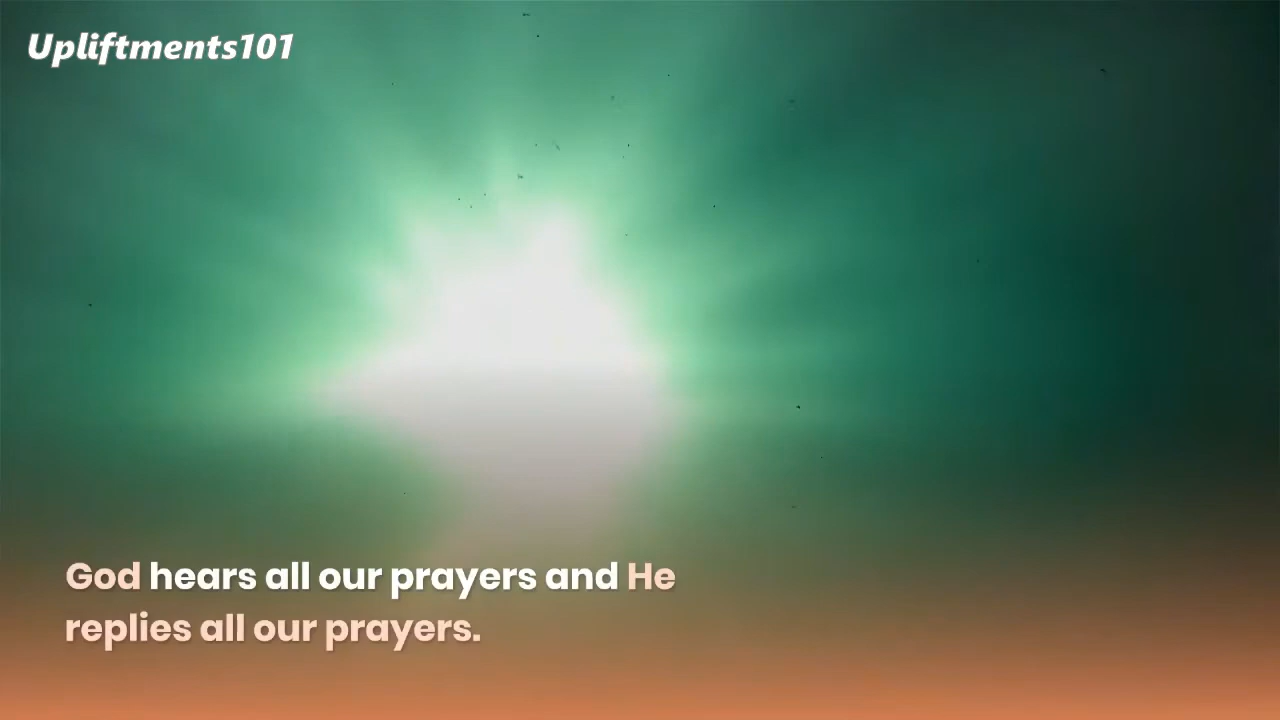 Upliftments101
God hears all our prayers and He
replies all our prayers.